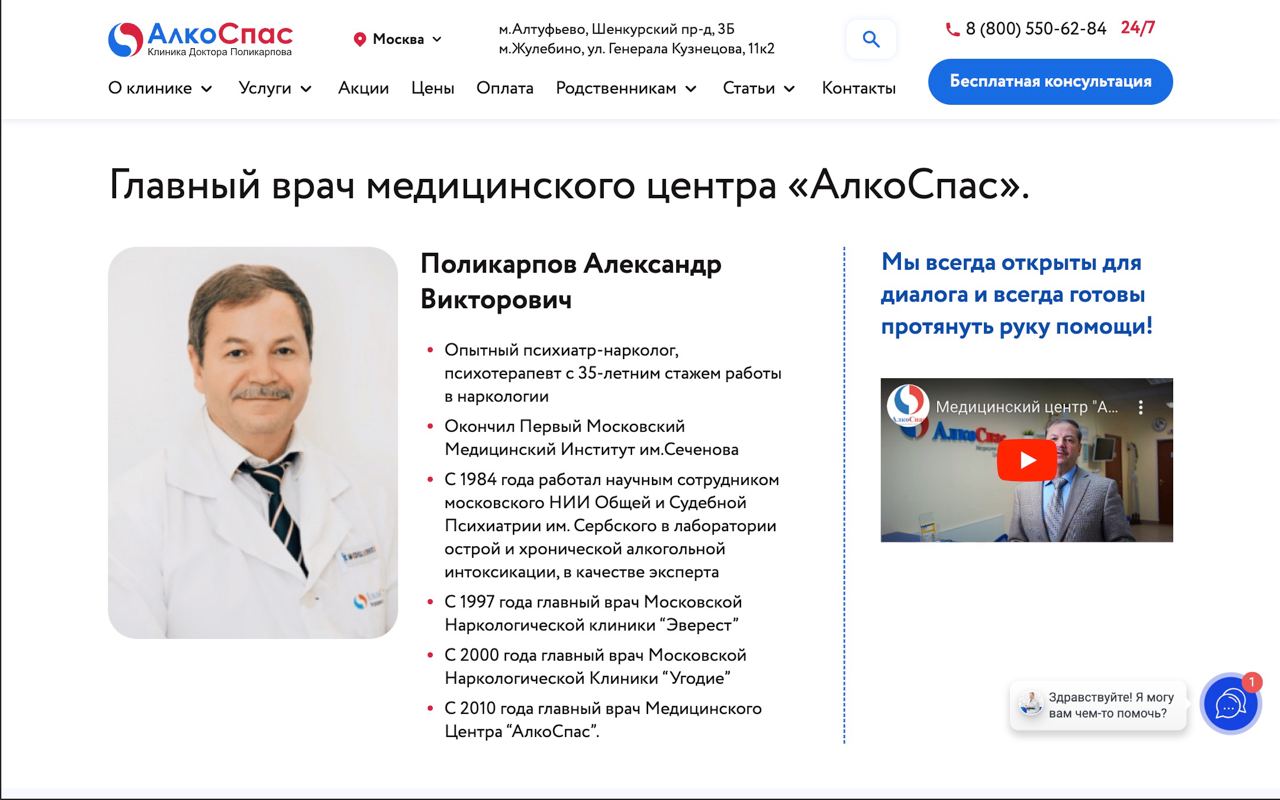 АлкоСпас
Клиника Доктора Поликарпова
Москва
м.Алтуфьево, Шенкурский пр-д, 3Б
м.Жулебино, ул. Генерала Кузнецова, 11к2
8 (800) 550-62-84 24/7
Бесплатная консультация
О клинике Услуги Акции Цены Оплата Родственникам Статьи Контакты
Главный врач медицинского центра «АлкоСпас».
Поликарпов Александр
Викторович
Опытный психиатр-нарколог,
психотерапевт с 35-летним стажем работы
в наркологии
Окончил Первый Московский
Медицинский Институт им.Сеченова
С 1984 года работал научным сотрудником
московского НИИ Общей и Судебной
Психиатрии им. Сербского в лаборатории
острой и хронической алкогольной
интоксикации, в качестве эксперта
С 1997 года главный врач Московской
Наркологической клиники “Эверест”
С 2000 года главный врач Московской
Наркологической Клиники “Угодие”
С 2010 года главный врач Медицинского
Центра “АлкоСпас”.
Мы всегда открыты для
диалога и всегда готовы
протянуть руку помощи!
Медицинский центр "А...
АлкоСпас
Здравствуйте! Я могу
вам чем-то помочь?
1